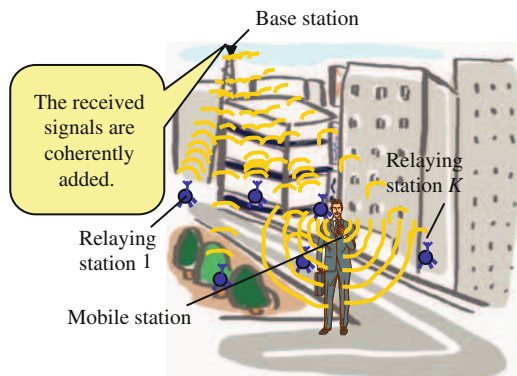 Base station
The received
signals are
coherently
added.
Relaying
station K
Relaying
station 1
Mobile station